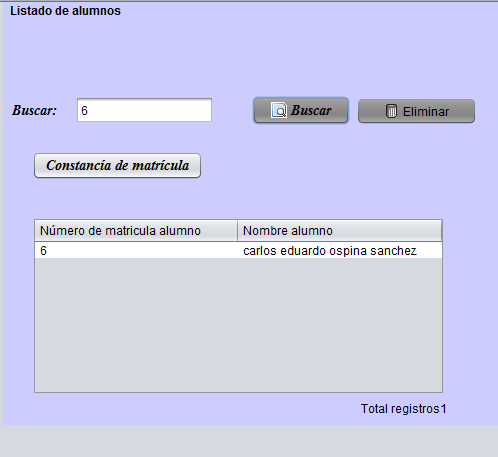 Listado de alumnos
Buscar: 6 Buscar Eliminar
Constancía de matrícula
Número de matricula alumno Nombre alumno
6 carlos eduardo ospina sanchez
Total registros1